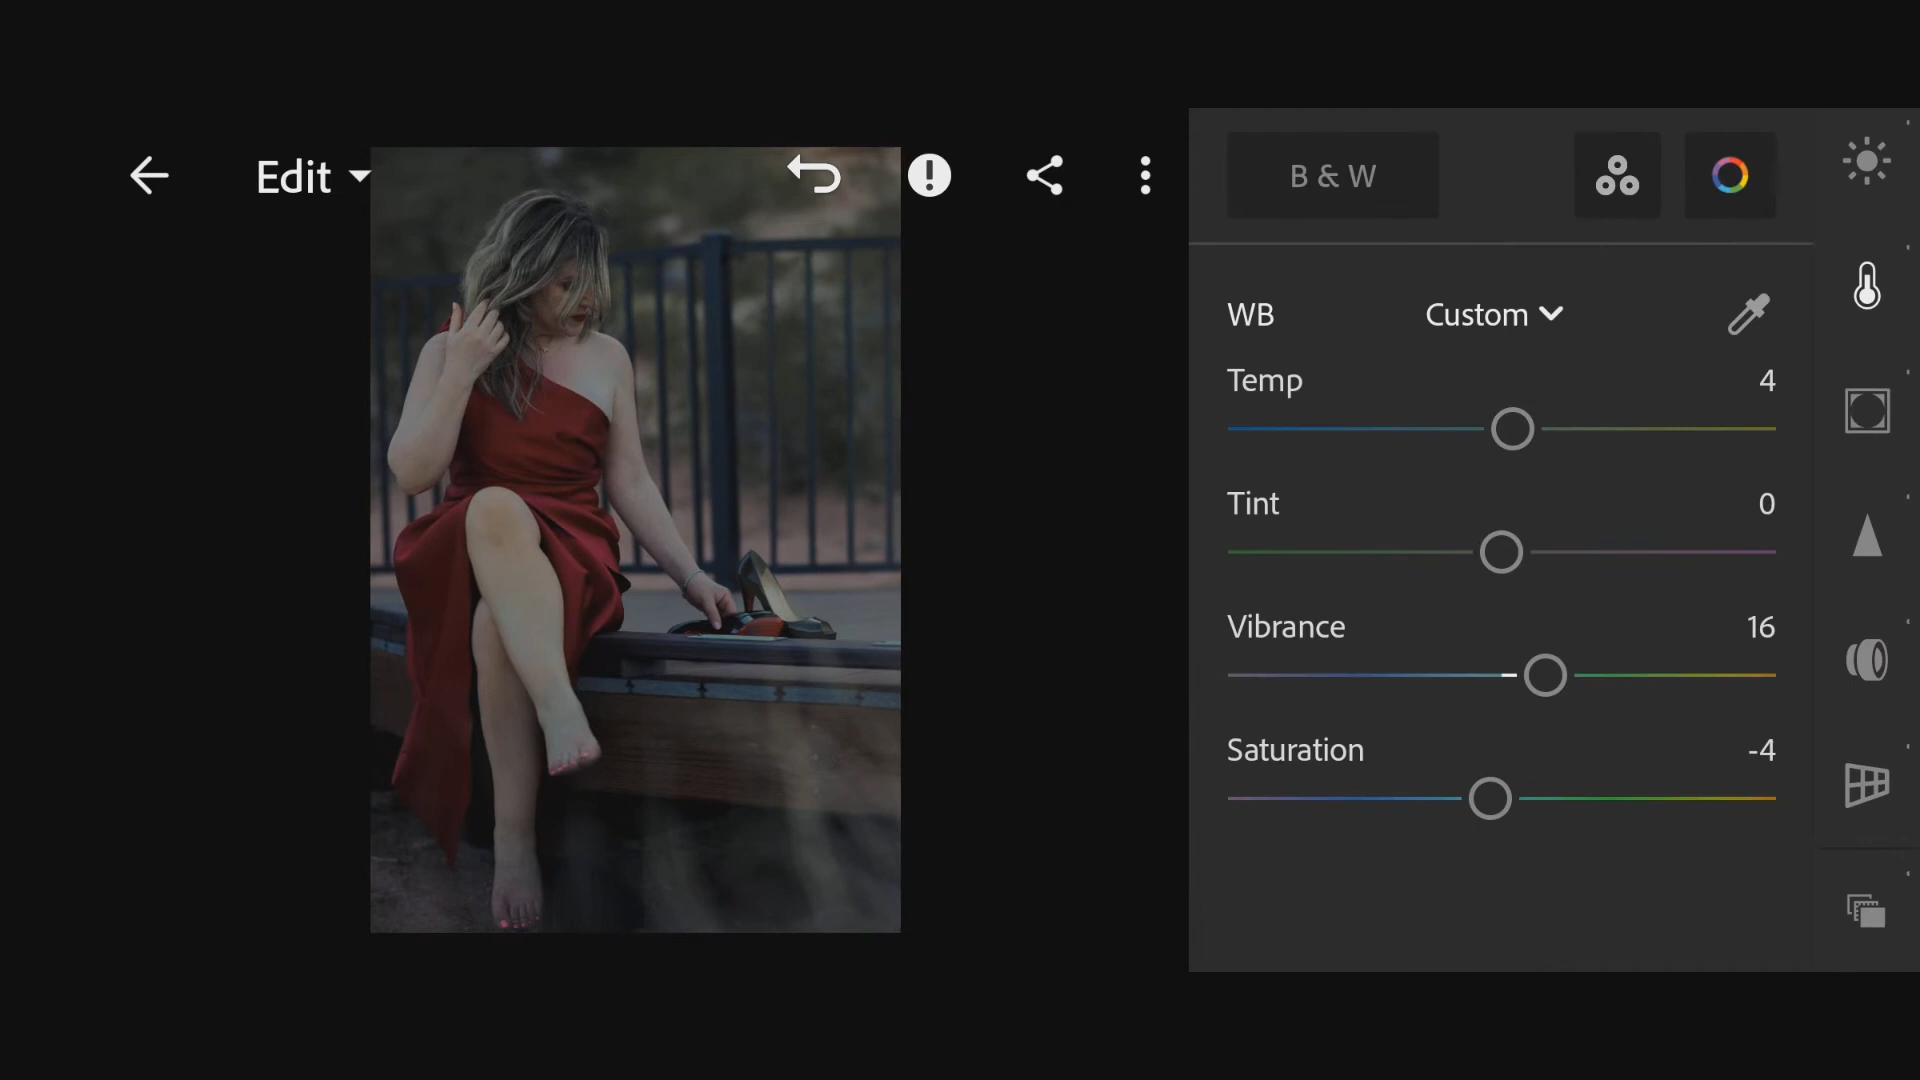 Edit
B & W
WB Custom
Temp 4
Tint 0
Vibrance 16
Saturation -4